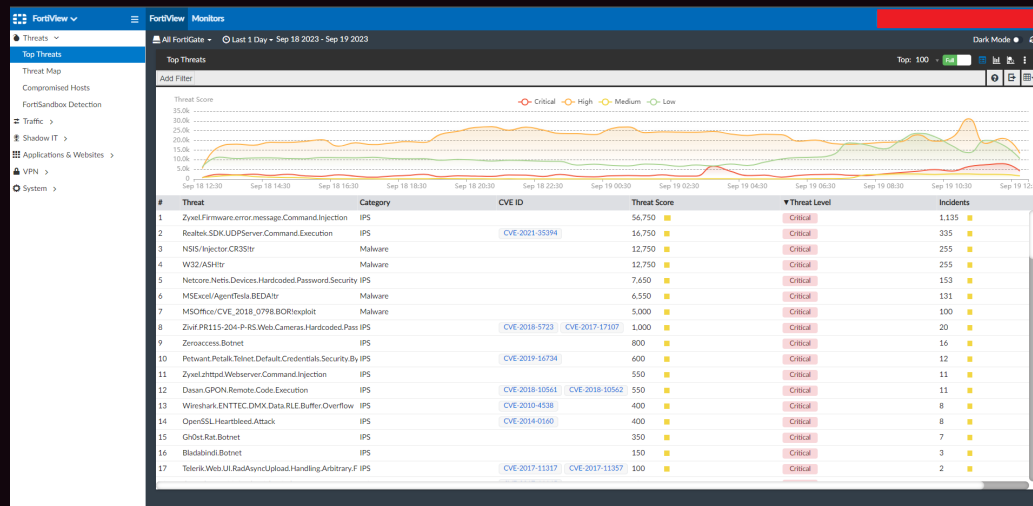 FortiView
FortiView Monitors
Threats
Top Threats
Threat Map
Compromised Hosts
FortiSandbox Detection
Traffic
Shadow IT
Applications & Websites
VPN
System
All FortiGate Last 1 Day Sep 18 2023 - Sep 19 2023 Dark Mode
Top Threats Top: 100 Full
Add Filter
Threat Score
Critical High Medium Low
35.0k
30.0k
25.0k
20.0k
15.0k
10.0k
5.0k
0
Sep 18 12:30 Sep 18 14:30 Sep 18 16:30 Sep 18 18:30 Sep 18 20:30 Sep 18 22:30 Sep 19 00:30 Sep 19 02:30 Sep 19 04:30 Sep 19 06:30 Sep 19 08:30 Sep 19 10:30 Sep 19 12:
# Threat Category CVE ID Threat Score ▼Threat Level Incidents
1 Zyxel.Firmware.error.message.Command.Injection IPS 56,750 Critical 1,135
2 Realtek.SDK.UDPServer.Command.Execution IPS CVE-2021-35394 16,750 Critical 335
3 NSIS/Injector.CR35!tr Malware 12,750 Critical 255
4 W32/ASH!tr Malware 12,750 Critical 255
5 Netcore.Netis.Devices.Hardcoded.Password.Security IPS 7,650 Critical 153
6 MSExcel/AgentTesla.BEDA!tr Malware 6,550 Critical 131
7 MSOffice/CVE_2018_0798.BOR!exploit Malware 5,000 Critical 100
8 Zivif.PR115-204-P-RS.Web.Cameras.Hardcoded.Pass IPS CVE-2018-5723 CVE-2017-17107 1,000 Critical 20
9 Zeroaccess.Botnet IPS 800 Critical 16
10 Petwant.Petalk.Telnet.Default.Credentials.Security.By IPS CVE-2019-16734 600 Critical 12
11 Zyxel.zhttpd.Webserver.Command.Injection IPS 550 Critical 11
12 Dasan.GPON.Remote.Code.Execution IPS CVE-2018-10561 CVE-2018-10562 550 Critical 11
13 Wireshark.ENTTEC.DMX.Data.RLE.Buffer.Overflow IPS CVE-2010-4538 400 Critical 8
14 OpenSSL.Heartbleed.Attack IPS CVE-2014-0160 400 Critical 8
15 Gh0st.Rat.Botnet IPS 350 Critical 7
16 Bladabindi.Botnet IPS 150 Critical 3
17 Telerik.Web.UI.RadAsyncUpload.Handling.Arbitrary.F IPS CVE-2017-11317 CVE-2017-11357 100 Critical 2